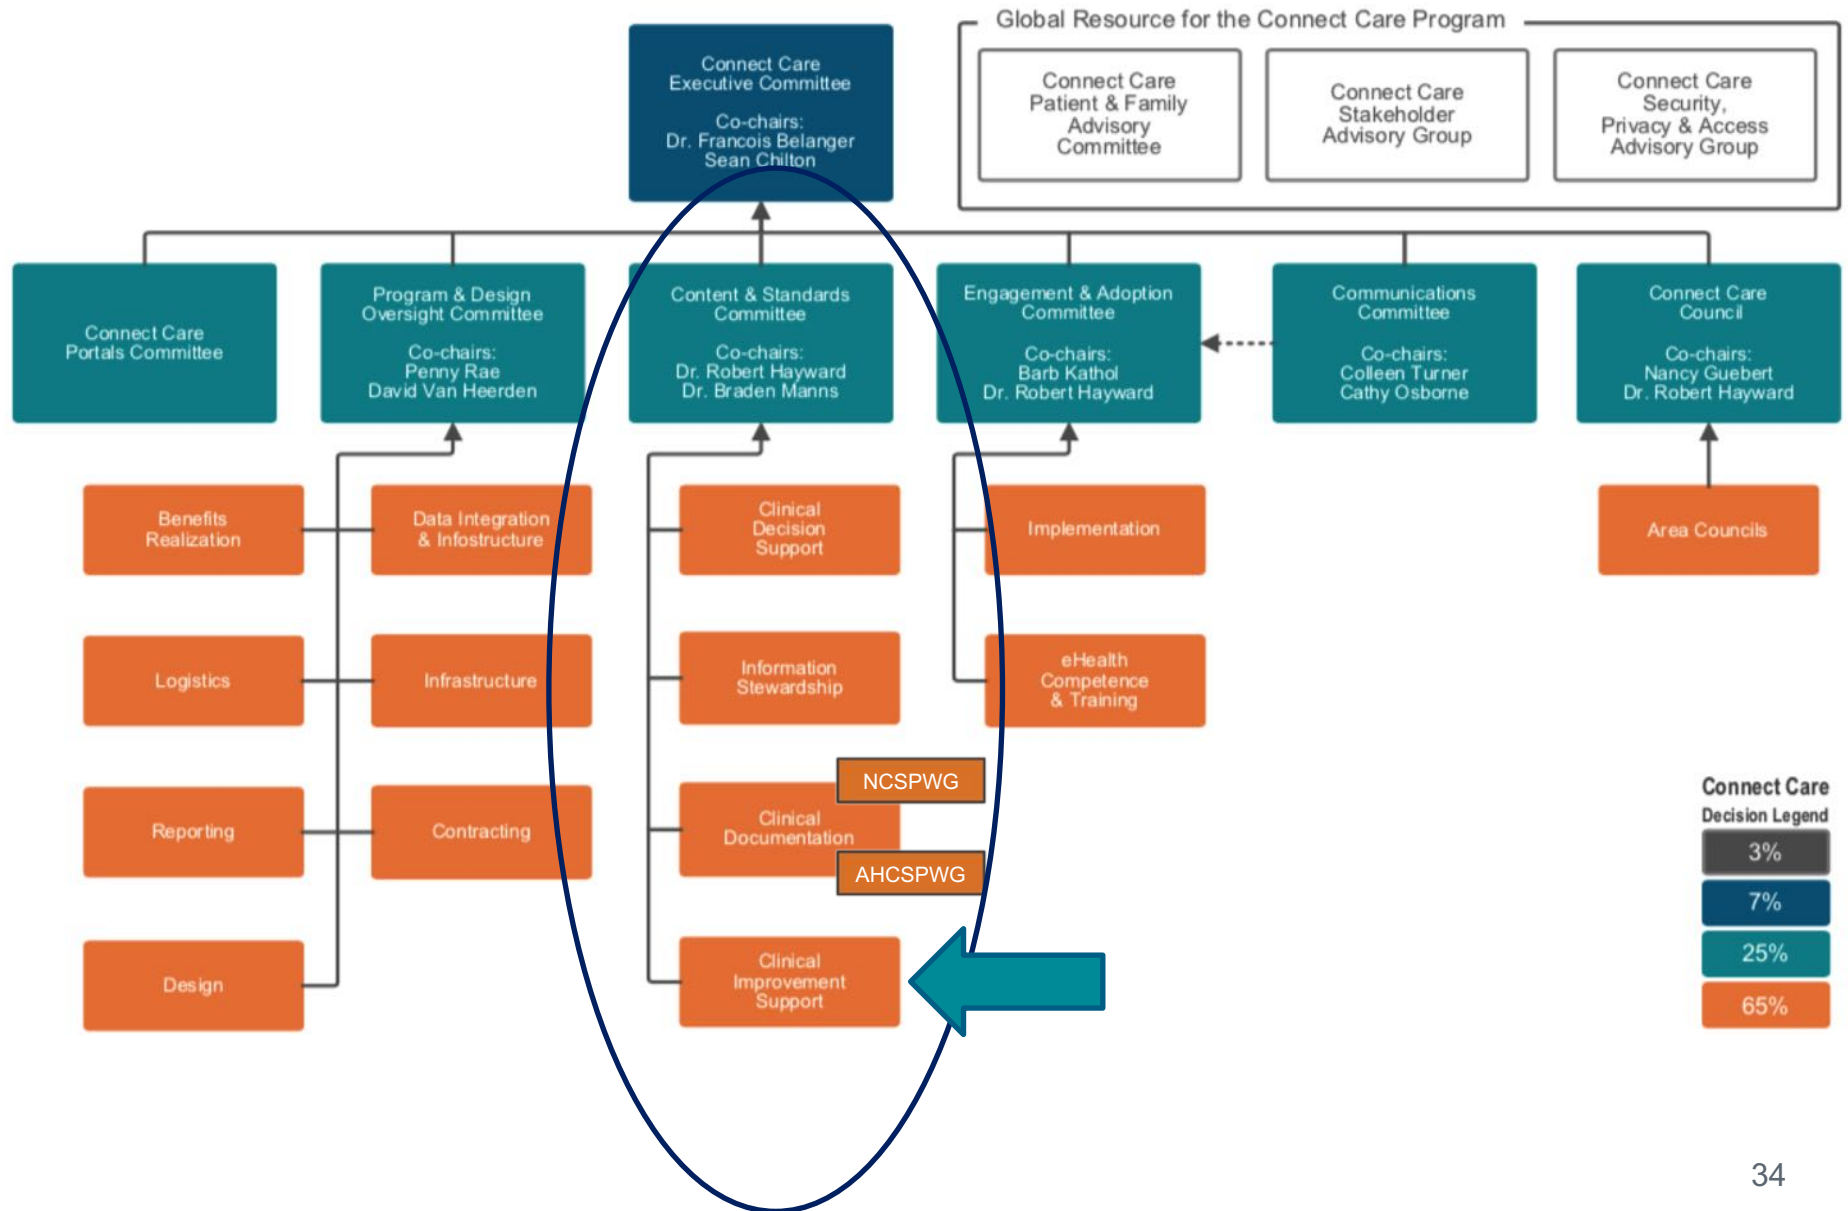 Global Resource for the Connect Care Program
Connect Care
Patient & Family
Advisory
Committee
Connect Care
Stakeholder
Advisory Group
Connect Care
Security,
Privacy & Access
Advisory Group
Connect Care
Executive Committee
Co-chairs:
Dr. Francois Belanger
Sean Chilton
Connect Care
Portals Committee
Program & Design
Oversight Committee
Co-chairs:
Penny Rae
David Van Heerden
Content & Standards
Committee
Co-chairs:
Dr. Robert Hayward
Dr. Braden Manns
Engagement & Adoption
Committee
Co-chairs:
Barb Kathol
Dr. Robert Hayward
Communications
Committee
Co-chairs:
Colleen Turner
Cathy Osborne
Connect Care
Council
Co-chairs:
Nancy Guebert
Dr. Robert Hayward
Benefits
Realization
Data Integration
& Infostructure
Clinical
Decision
Support
Implementation
Area Councils
Logistics
Infrastructure
Information
Stewardship
eHealth
Competence
& Training
Reporting
Contracting
NCSPWG
Clinical
Documentation
AHCSPWG
Design
Clinical
Improvement
Support
Connect Care
Decision Legend
3%
7%
25%
65%
34